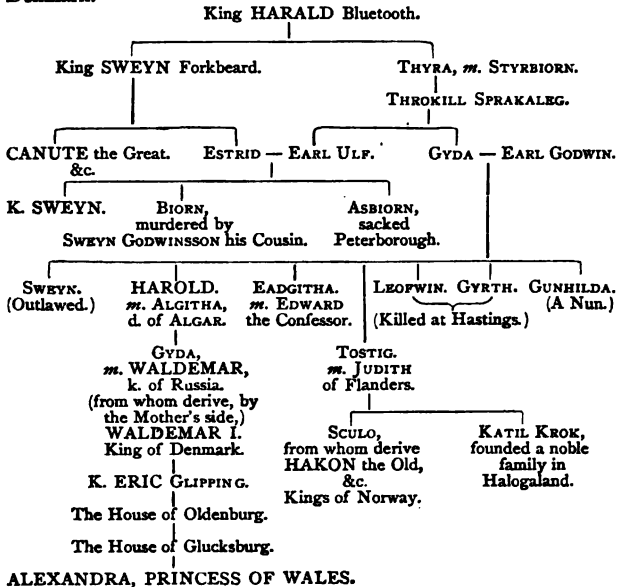 King HARALD Bluetooth.
King SWEYN Forkbeard. THYRA, m. STYRBIORN.
THROKILL SPRAKALEG.
CANUTE the Great. ESTRID — EARL ULF. GYDA — EARL GODWIN.
&c.
K. SWEYN. BIORN, ASBIORN,
murdered by sacked
SWEYN GODWINSSON his Cousin. Peterborough.
SWEYN. HAROLD. EADGITHA. LEOFWIN. GYRTH. GUNHILDA.
(Outlawed.) m. ALGITHA, m. EDWARD (A Nun.)
d. of ALGAR. the Confessor. (Killed at Hastings.)
GYDA, TOSTIG.
m. WALDEMAR, m. JUDITH
k. of Russia. of Flanders.
(from whom derive, by
the Mother's side,)
WALDEMAR I. SCULO, KATIL KROK,
King of Denmark. from whom derive founded a noble
HAKON the Old, family in
K. ERIC GLIPPING. &c. Halogaland.
Kings of Norway.
The House of Oldenburg.
The House of Glucksburg.
ALEXANDRA, PRINCESS OF WALES.